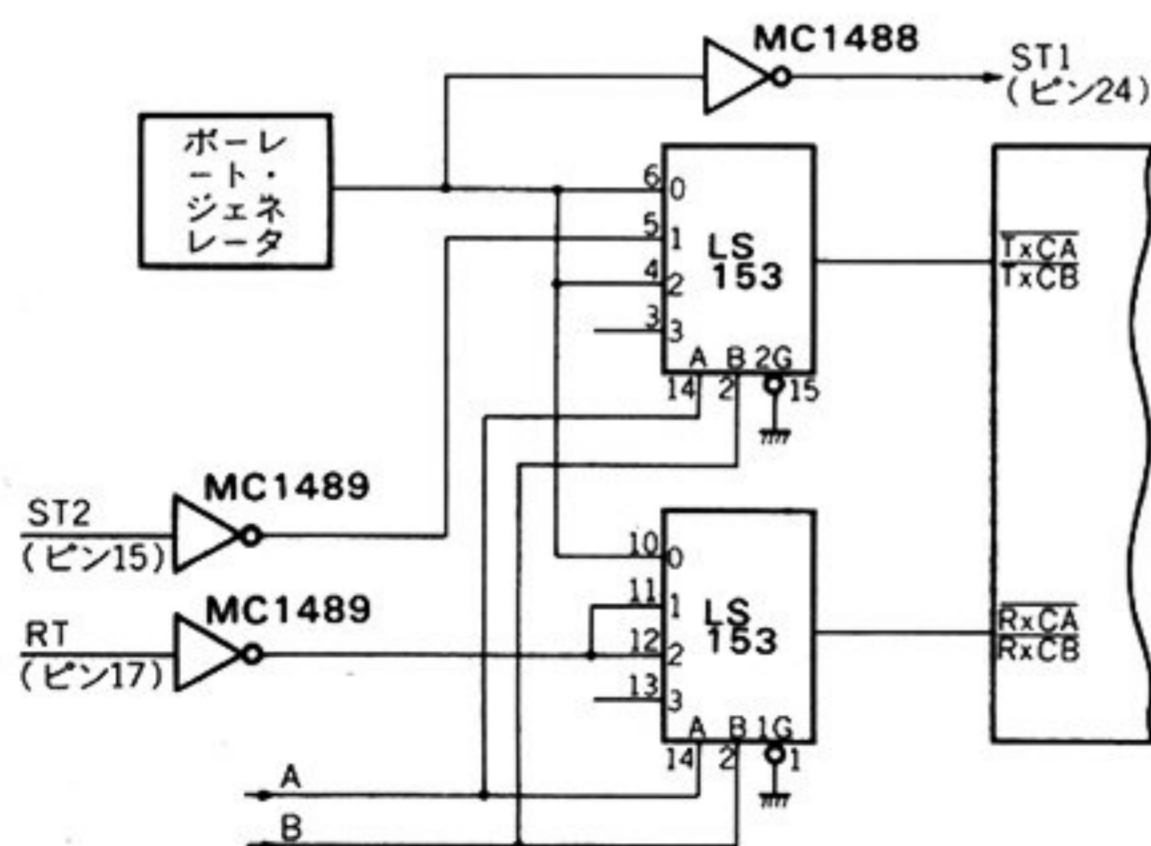 MC1488
ST1
(ピン24)
ボーレ
ート・
ジェネ
レータ
6 0
5 1
4 2
3 3
LS
153
A B 2G
14 2 15
TxCA
TxCB
MC1489
ST2
(ピン15)
MC1489
RT
(ピン17)
10 0
11 1
12 2
13 3
LS
153
A B 1G
14 2 1
RxCA
RxCB
A
B